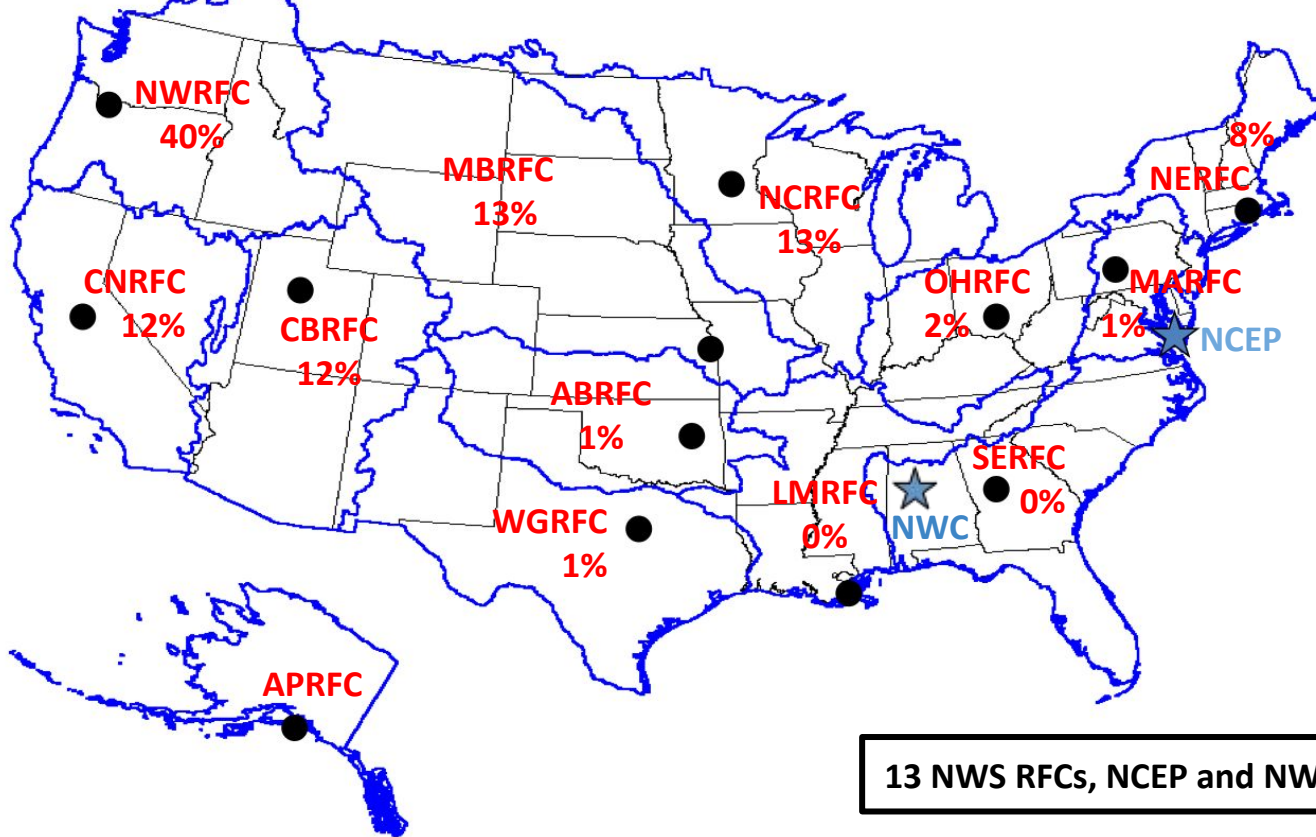 NWRFC
40%
MBRFC
13%
NCRFC
13%
8%
NERFC
CNRFC
12%
CBRFC
12%
OHRFC
2%
MARFC
1%
NCEP
ABRFC
1%
SERFC
0%
LMRFC
0%
NWC
WGRFC
1%
APRFC
13 NWS RFCs, NCEP and NW